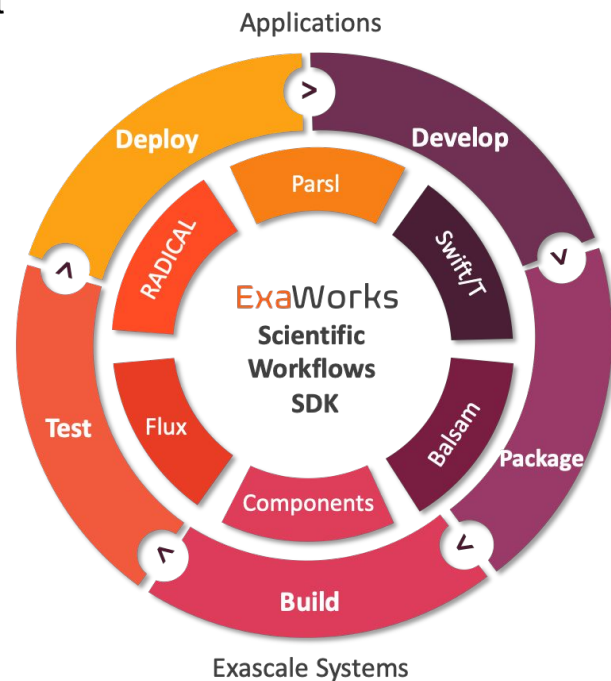 Applications
Deploy
>
Develop
Parsl
RADICAL
Swift/T
>
>
ExaWorks
Scientific
Workflows
SDK
Test
Flux
Balsam
Package
Components
>
>
Build
Exascale Systems